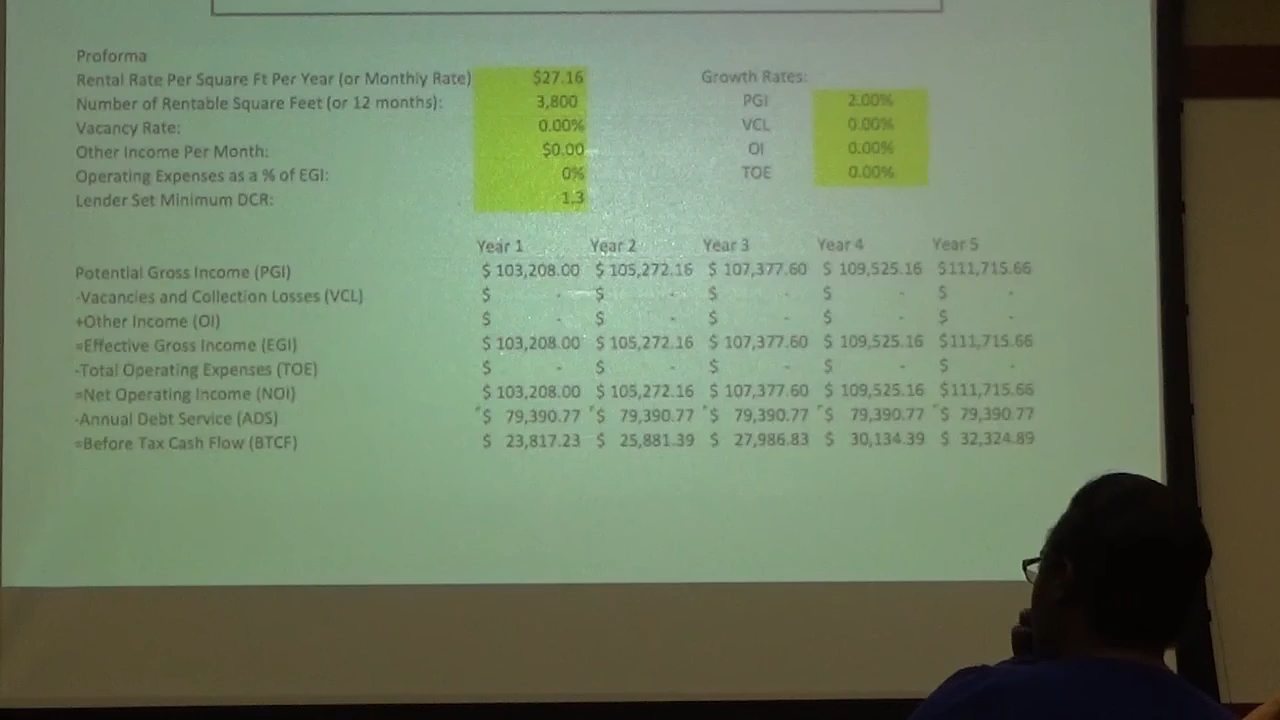 Proforma
Rental Rate Per Square Ft Per Year (or Monthly Rate) $27.16 Growth Rates:
Number of Rentable Square Feet (or 12 months): 3,800 PGI 2.00%
Vacancy Rate: 0.00% VCL 0.00%
Other Income Per Month: $0.00 OI 0.00%
Operating Expenses as a % of EGI: 0% TOE 0.00%
Lender Set Minimum DCR: 1.3
Year 1 Year 2 Year 3 Year 4 Year 5
Potential Gross Income (PGI) $ 103,208.00 $ 105,272.16 $ 107,377.60 $ 109,525.16 $111,715.66
-Vacancies and Collection Losses (VCL) $ - $ - $ - $ - $ -
+Other Income (OI) $ - $ - $ - $ - $ -
=Effective Gross Income (EGI) $ 103,208.00 $ 105,272.16 $ 107,377.60 $ 109,525.16 $111,715.66
-Total Operating Expenses (TOE) $ - $ - $ - $ - $ -
=Net Operating Income (NOI) $ 103,208.00 $ 105,272.16 $ 107,377.60 $ 109,525.16 $111,715.66
-Annual Debt Service (ADS) $ 79,390.77 $ 79,390.77 $ 79,390.77 $ 79,390.77 $ 79,390.77
=Before Tax Cash Flow (BTCF) $ 23,817.23 $ 25,881.39 $ 27,986.83 $ 30,134.39 $ 32,324.89